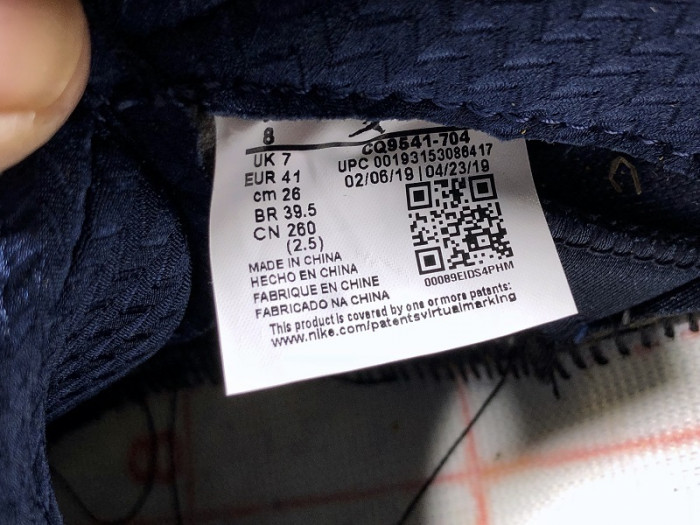 8
UK 7
EUR 41
cm 26
BR 39.5
CN 260
(2.5)
CQ9541-704
UPC 00193153086417
02/06/19 | 04/23/19
00089EIDS4PHM
MADE IN CHINA
HECHO EN CHINA
FABRIQUE EN CHINE
FABRICADO NA CHINA
This product is covered by one or more patents:
www.nike.com/patentsvirtualmarking